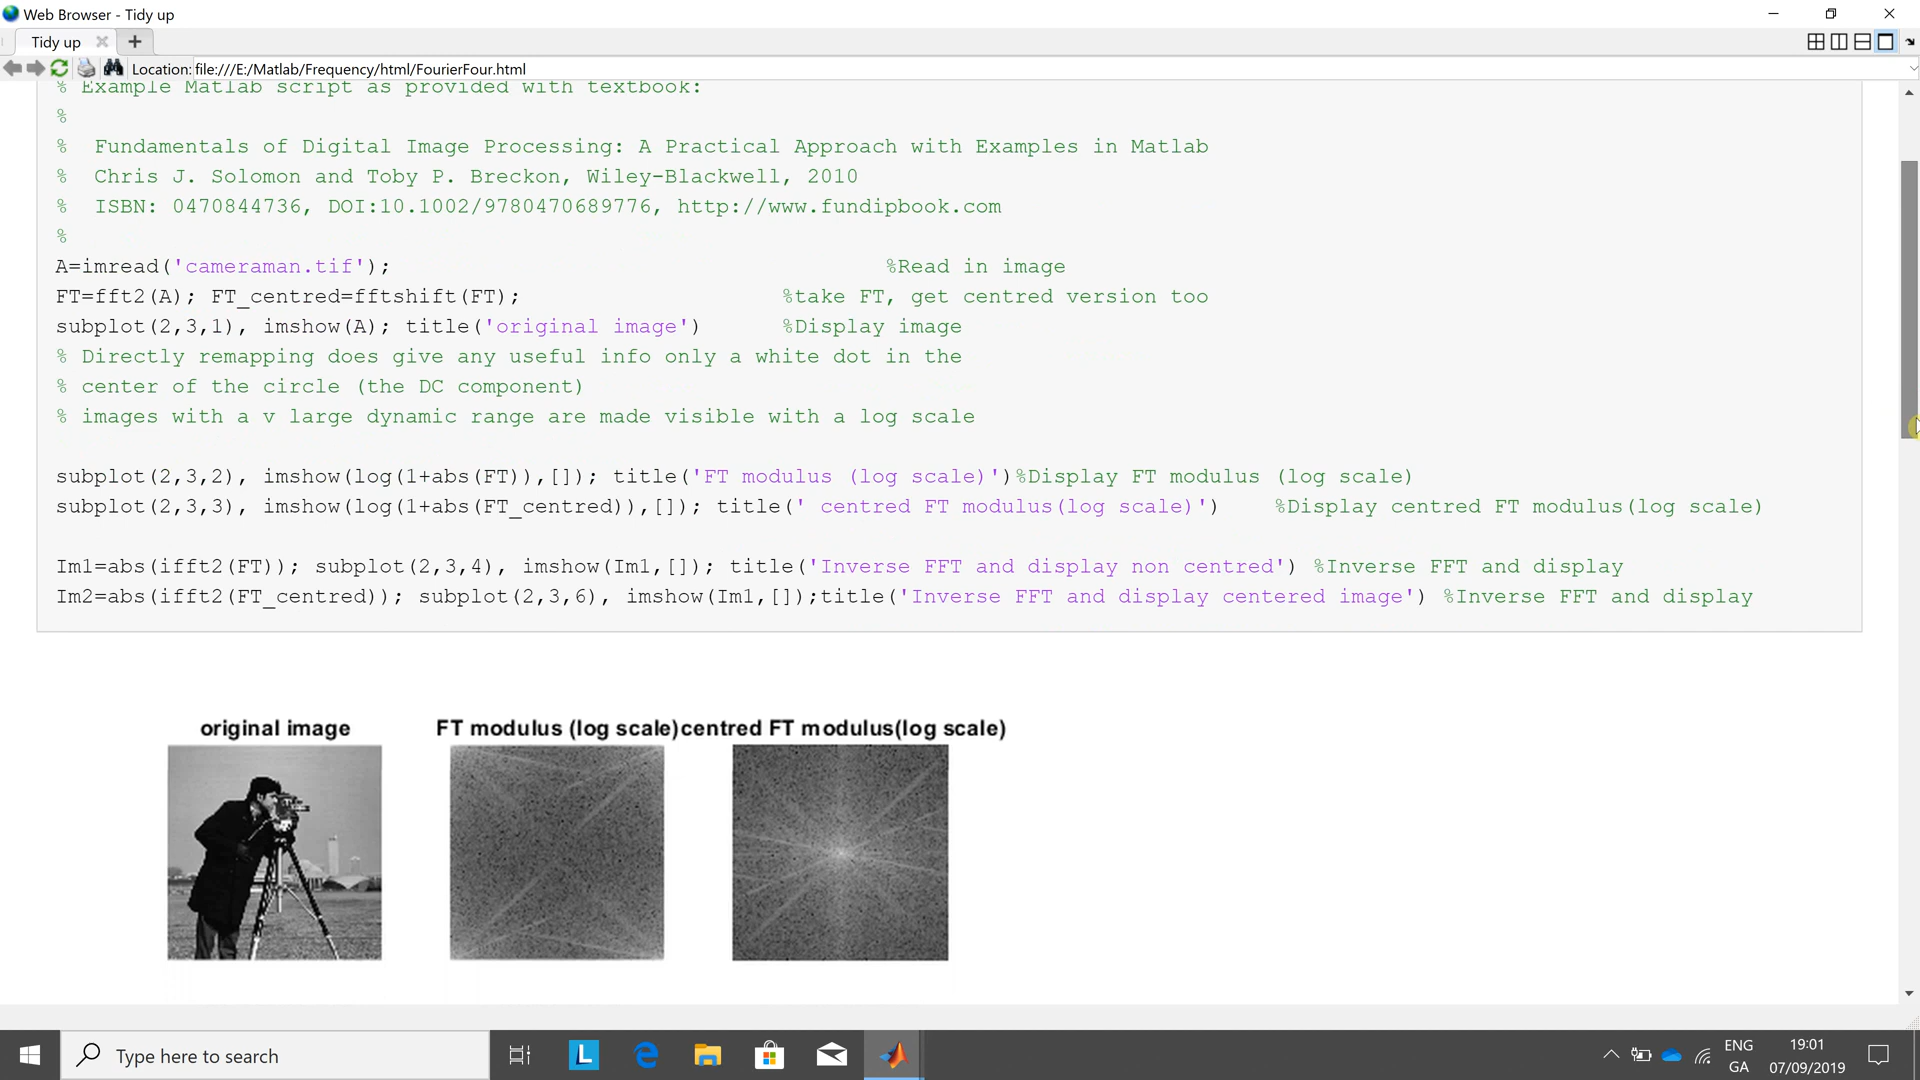 Web Browser - Tidy up
Tidy up
Location: file:///E:/Matlab/Frequency/html/FourierFour.html
% Example Matlab script as provided with textbook:
%
%  Fundamentals of Digital Image Processing: A Practical Approach with Examples in Matlab
%  Chris J. Solomon and Toby P. Breckon, Wiley-Blackwell, 2010
%  ISBN: 0470844736, DOI:10.1002/9780470689776, http://www.fundipbook.com
%
A=imread('cameraman.tif'); %Read in image
FT=fft2(A); FT_centred=fftshift(FT); %take FT, get centred version too
subplot(2,3,1), imshow(A); title('original image') %Display image
% Directly remapping does give any useful info only a white dot in the
% center of the circle (the DC component)
% images with a v large dynamic range are made visible with a log scale
subplot(2,3,2), imshow(log(1+abs(FT)),[]); title('FT modulus (log scale)')%Display FT modulus (log scale)
subplot(2,3,3), imshow(log(1+abs(FT_centred)),[]); title(' centred FT modulus(log scale)') %Display centred FT modulus(log scale)
Im1=abs(ifft2(FT)); subplot(2,3,4), imshow(Im1,[]); title('Inverse FFT and display non centred') %Inverse FFT and display
Im2=abs(ifft2(FT_centred)); subplot(2,3,6), imshow(Im1,[]);title('Inverse FFT and display centered image') %Inverse FFT and display
original image
FT modulus (log scale)
centred FT modulus(log scale)
Type here to search
L
ENG
GA
19:01
07/09/2019